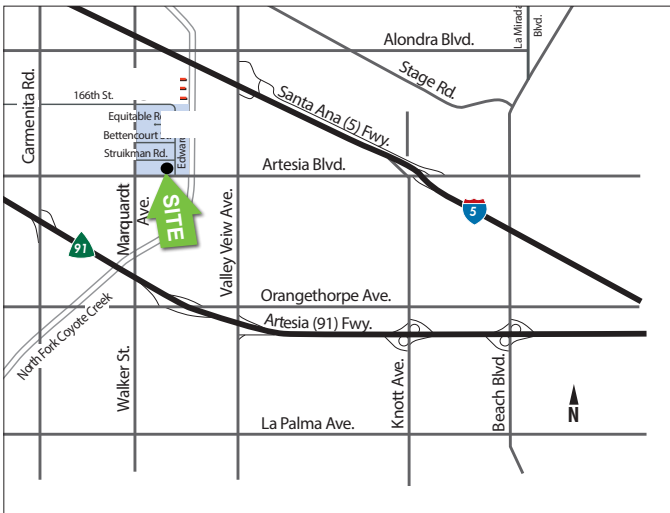 Alondra Blvd.
La Mirada
Blvd.
Stage Rd.
Carmenita Rd.
166th St.
Santa Ana (5) Fwy.
Equitable
Bettencourt
Struikman Rd.
Artesia Blvd.
Marquardt
Ave.
SITE
Valley Veiw Ave.
5
91
Orangethorpe Ave.
Artesia (91) Fwy.
North Fork Coyote Creek
Walker St.
Knott Ave.
Beach Blvd.
La Palma Ave.
N